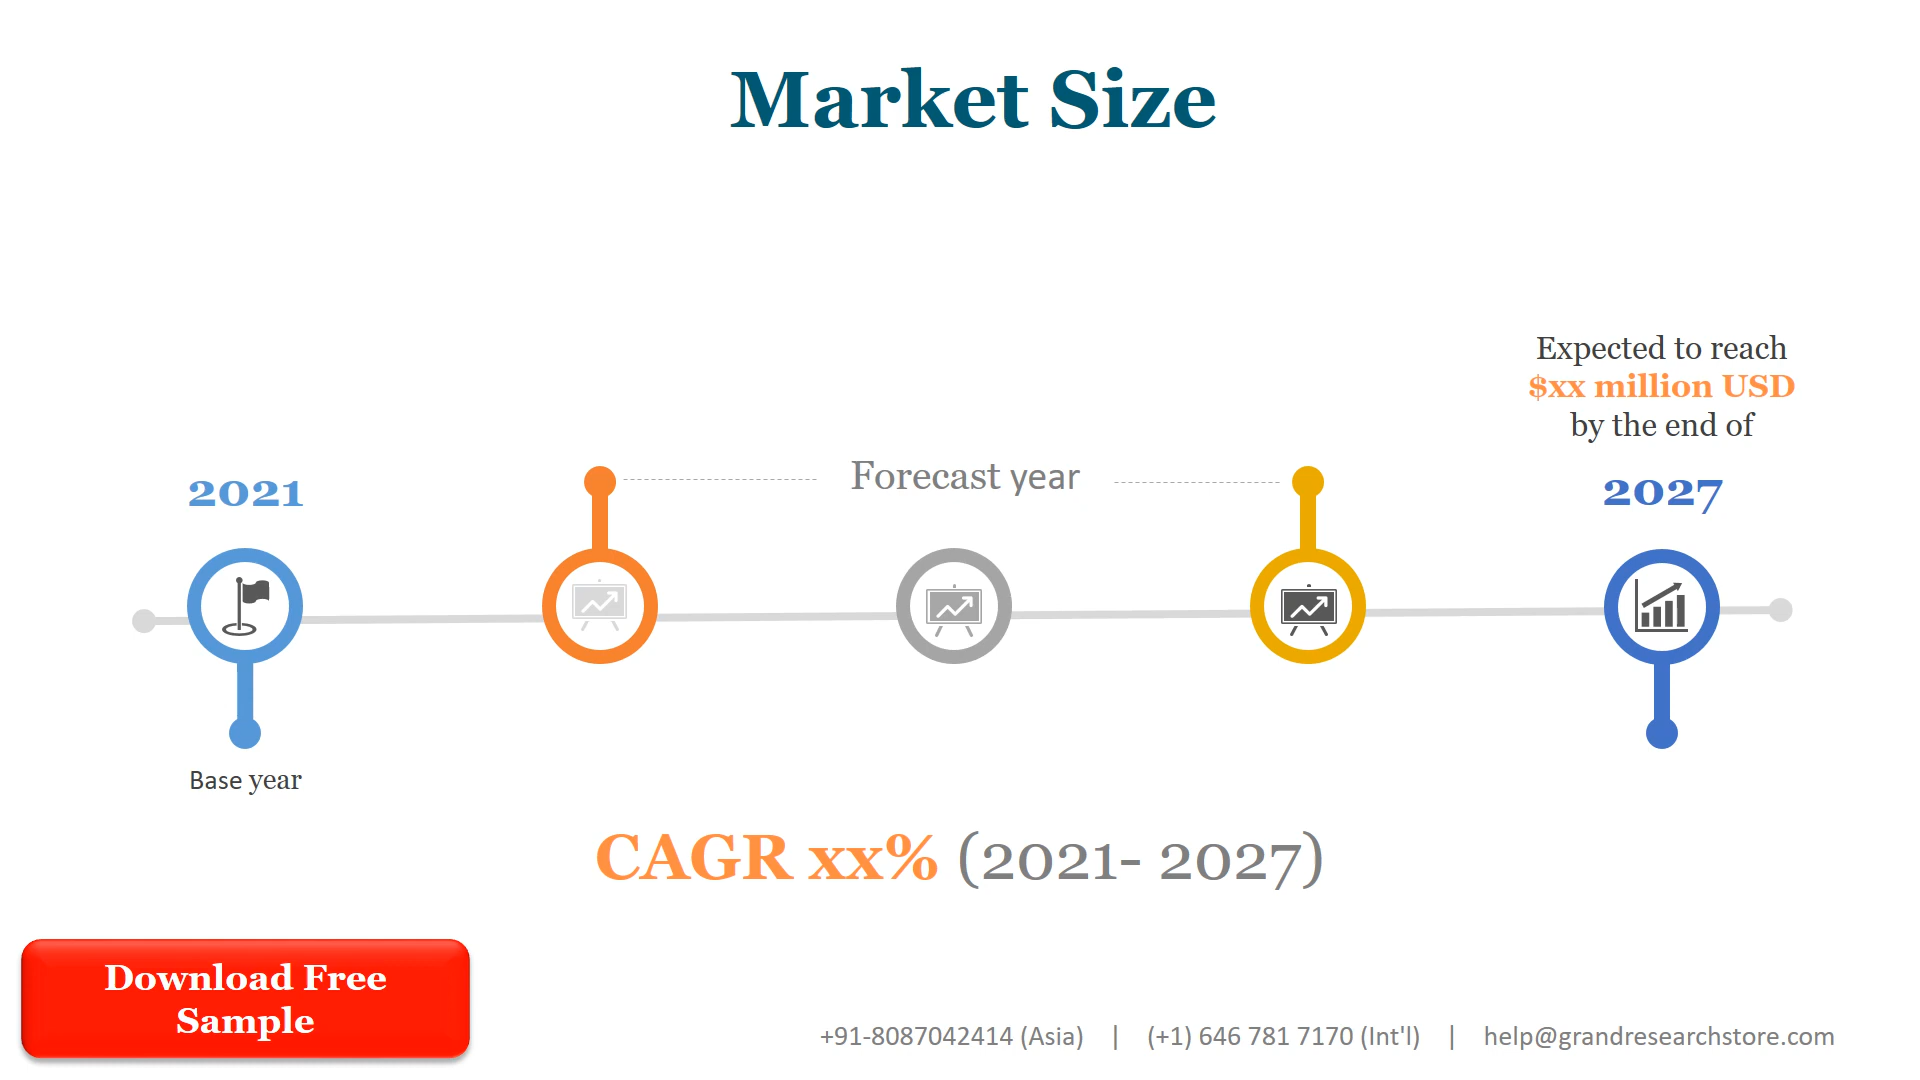 Market Size
Expected to reach
$xx million USD
by the end of
2021
Forecast year
2027
Base year
CAGR xx% (2021- 2027)
Download Free
Sample
+91-8087042414 (Asia) | (+1) 646 781 7170 (Int'l) | help@grandresearchstore.com